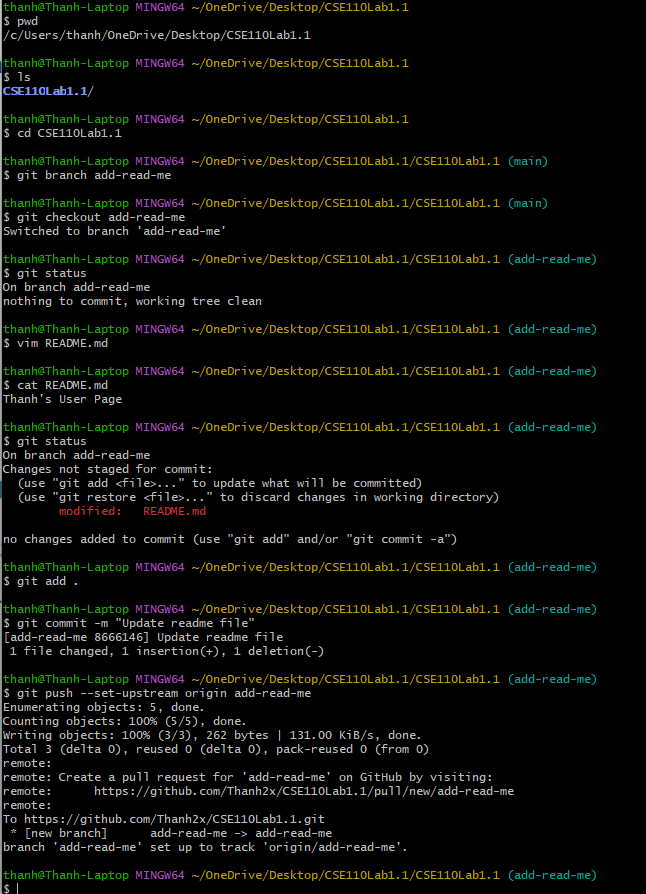 thanh@Thanh-Laptop MINGW64 ~/OneDrive/Desktop/CSE110Lab1.1
$ pwd
/c/Users/thanh/OneDrive/Desktop/CSE110Lab1.1
thanh@Thanh-Laptop MINGW64 ~/OneDrive/Desktop/CSE110Lab1.1
$ ls
CSE110Lab1.1/
thanh@Thanh-Laptop MINGW64 ~/OneDrive/Desktop/CSE110Lab1.1
$ cd CSE110Lab1.1
thanh@Thanh-Laptop MINGW64 ~/OneDrive/Desktop/CSE110Lab1.1/CSE110Lab1.1 (main)
$ git branch add-read-me
thanh@Thanh-Laptop MINGW64 ~/OneDrive/Desktop/CSE110Lab1.1/CSE110Lab1.1 (main)
$ git checkout add-read-me
Switched to branch 'add-read-me'
thanh@Thanh-Laptop MINGW64 ~/OneDrive/Desktop/CSE110Lab1.1/CSE110Lab1.1 (add-read-me)
$ git status
On branch add-read-me
nothing to commit, working tree clean
thanh@Thanh-Laptop MINGW64 ~/OneDrive/Desktop/CSE110Lab1.1/CSE110Lab1.1 (add-read-me)
$ vim README.md
thanh@Thanh-Laptop MINGW64 ~/OneDrive/Desktop/CSE110Lab1.1/CSE110Lab1.1 (add-read-me)
$ cat README.md
Thanh's User Page
thanh@Thanh-Laptop MINGW64 ~/OneDrive/Desktop/CSE110Lab1.1/CSE110Lab1.1 (add-read-me)
$ git status
On branch add-read-me
Changes not staged for commit:
  (use "git add <file>..." to update what will be committed)
  (use "git restore <file>..." to discard changes in working directory)
        modified:   README.md
no changes added to commit (use "git add" and/or "git commit -a")
thanh@Thanh-Laptop MINGW64 ~/OneDrive/Desktop/CSE110Lab1.1/CSE110Lab1.1 (add-read-me)
$ git add .
thanh@Thanh-Laptop MINGW64 ~/OneDrive/Desktop/CSE110Lab1.1/CSE110Lab1.1 (add-read-me)
$ git commit -m "Update readme file"
[add-read-me 8666146] Update readme file
 1 file changed, 1 insertion(+), 1 deletion(-)
thanh@Thanh-Laptop MINGW64 ~/OneDrive/Desktop/CSE110Lab1.1/CSE110Lab1.1 (add-read-me)
$ git push --set-upstream origin add-read-me
Enumerating objects: 5, done.
Counting objects: 100% (5/5), done.
Writing objects: 100% (3/3), 262 bytes | 131.00 KiB/s, done.
Total 3 (delta 0), reused 0 (delta 0), pack-reused 0 (from 0)
remote:
remote: Create a pull request for 'add-read-me' on GitHub by visiting:
remote:      https://github.com/Thanh2x/CSE110Lab1.1/pull/new/add-read-me
remote:
To https://github.com/Thanh2x/CSE110Lab1.1.git
 * [new branch]      add-read-me -> add-read-me
branch 'add-read-me' set up to track 'origin/add-read-me'.
thanh@Thanh-Laptop MINGW64 ~/OneDrive/Desktop/CSE110Lab1.1/CSE110Lab1.1 (add-read-me)
$